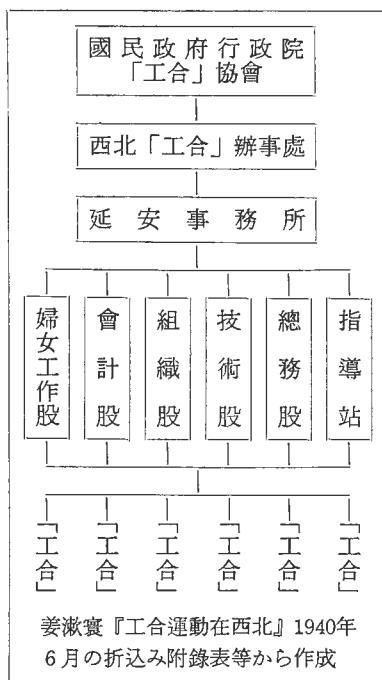 國民政府行政院
「工合」協會
西北「工合」辦事處
延安事務所
婦女工作股
會計股
組織股
技術股
總務股
指導站
「工合」
「工合」
「工合」
「工合」
「工合」
「工合」
姜漱寰『工合運動在西北』1940年
6月の折込み附錄表等から作成